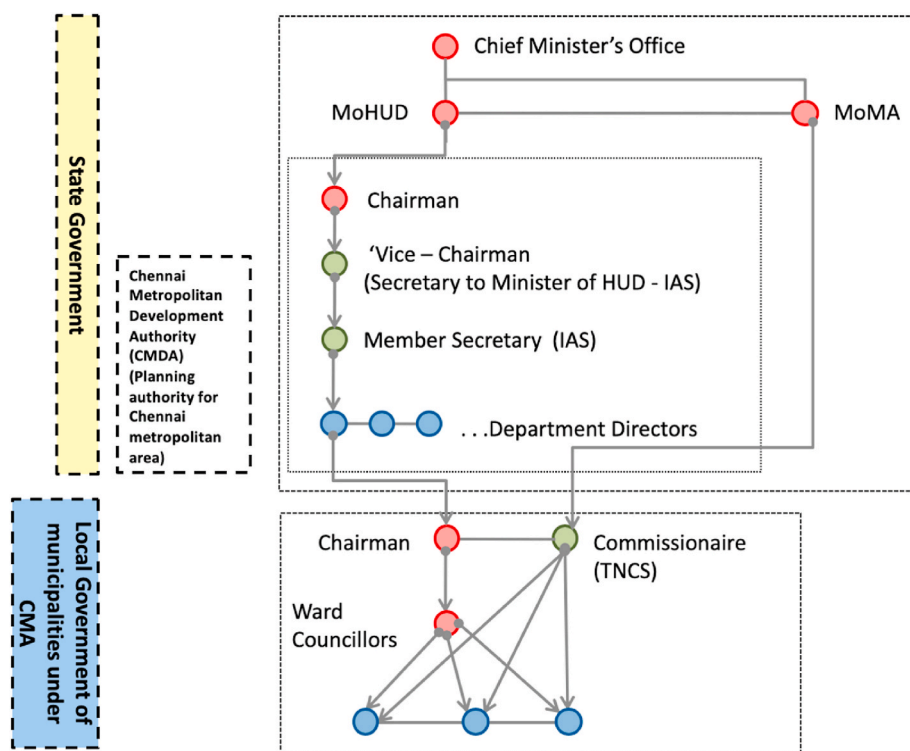 Chief Minister's Office
MoHUD
MoMA
State Government
Chairman
'Vice – Chairman
(Secretary to Minister of HUD - IAS)
Member Secretary (IAS)
. . .Department Directors
Chennai
Metropolitan
Development
Authority
(CMDA)
(Planning
authority for
Chennai
metropolitan
area)
Local Government of
municipalities under
CMA
Chairman
Commissionaire
(TNCS)
Ward
Councillors